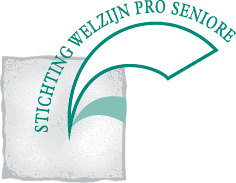 STICHTING WELZIJN PRO SENIORE